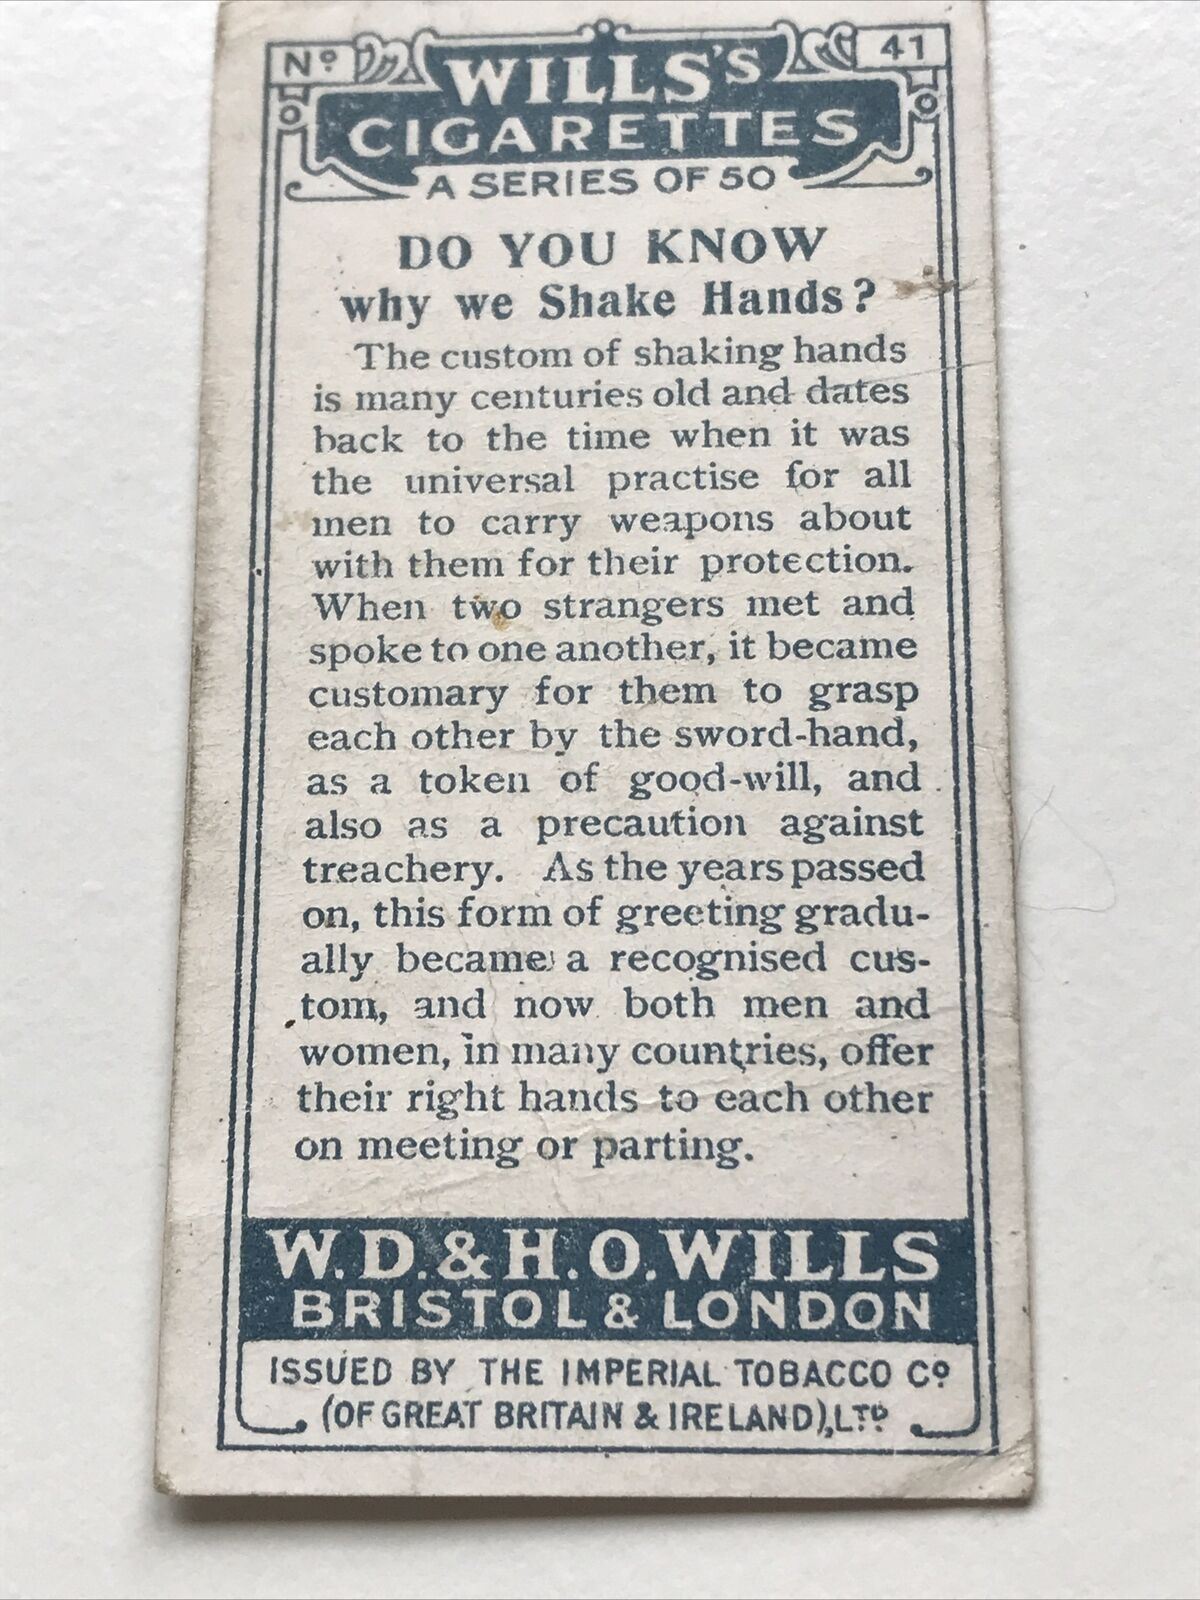 Nº 41
WILLS'S
CIGARETTES
A SERIES OF 50
DO YOU KNOW
why we Shake Hands?
The custom of shaking hands
is many centuries old and dates
back to the time when it was
the universal practise for all
men to carry weapons about
with them for their protection.
When two strangers met and
spoke to one another, it became
customary for them to grasp
each other by the sword-hand,
as a token of good-will, and
also as a precaution against
treachery. As the years passed
on, this form of greeting gradu-
ally became a recognised cus-
tom, and now both men and
women, in many countries, offer
their right hands to each other
on meeting or parting.
W.D.& H.O.WILLS
BRISTOL & LONDON
ISSUED BY THE IMPERIAL TOBACCO Cº
(OF GREAT BRITAIN & IRELAND), LTD